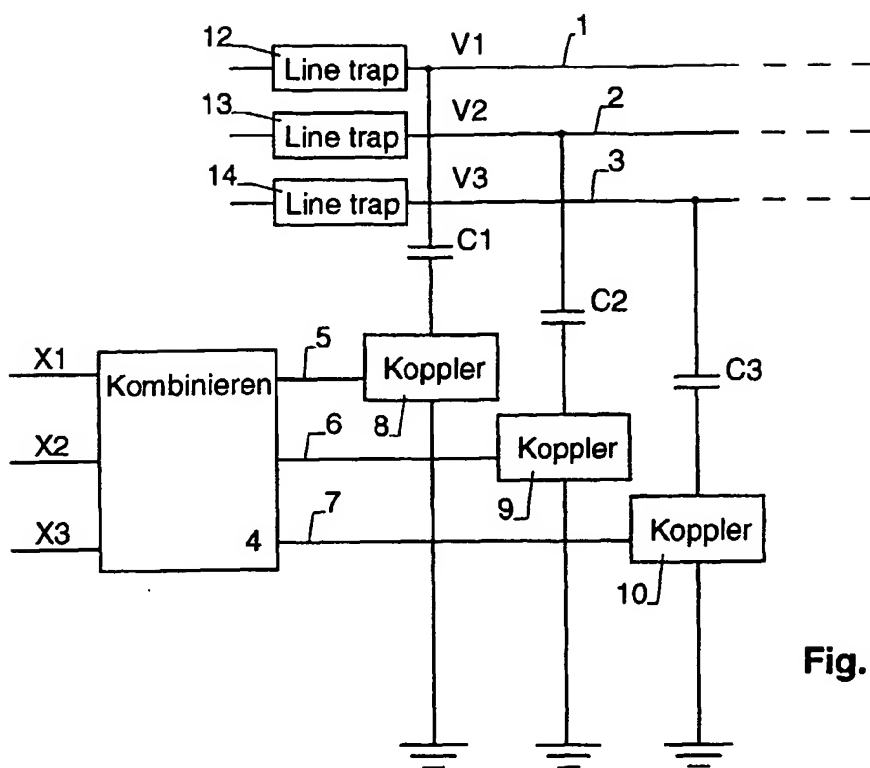 12
Line trap
V1
1
13
Line trap
V2
2
14
Line trap
V3
3
C1
C2
C3
X1
X2
X3
Kombinieren
4
5
6
7
Koppler
8
Koppler
9
Koppler
10
Fig.